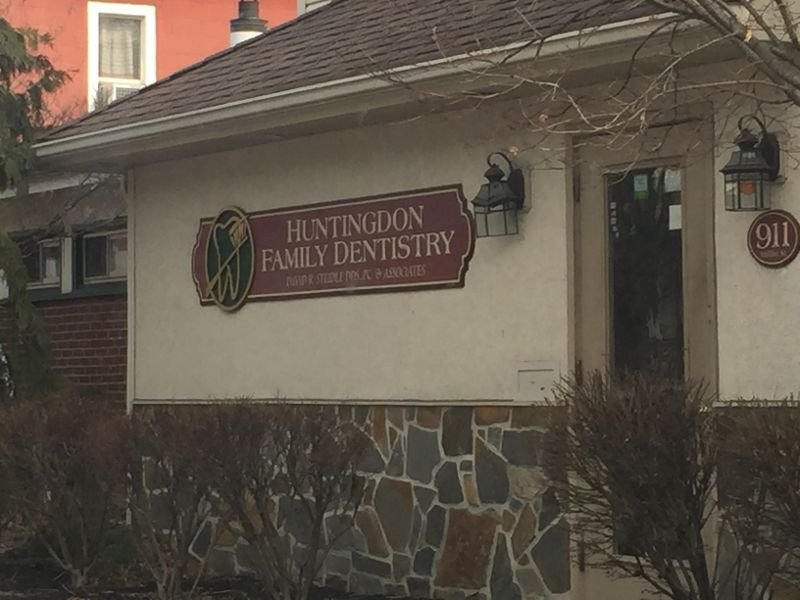 HUNTINGDON
FAMILY DENTISTRY
DAVID R. STEIDLE DDS, PC & ASSOCIATES
911